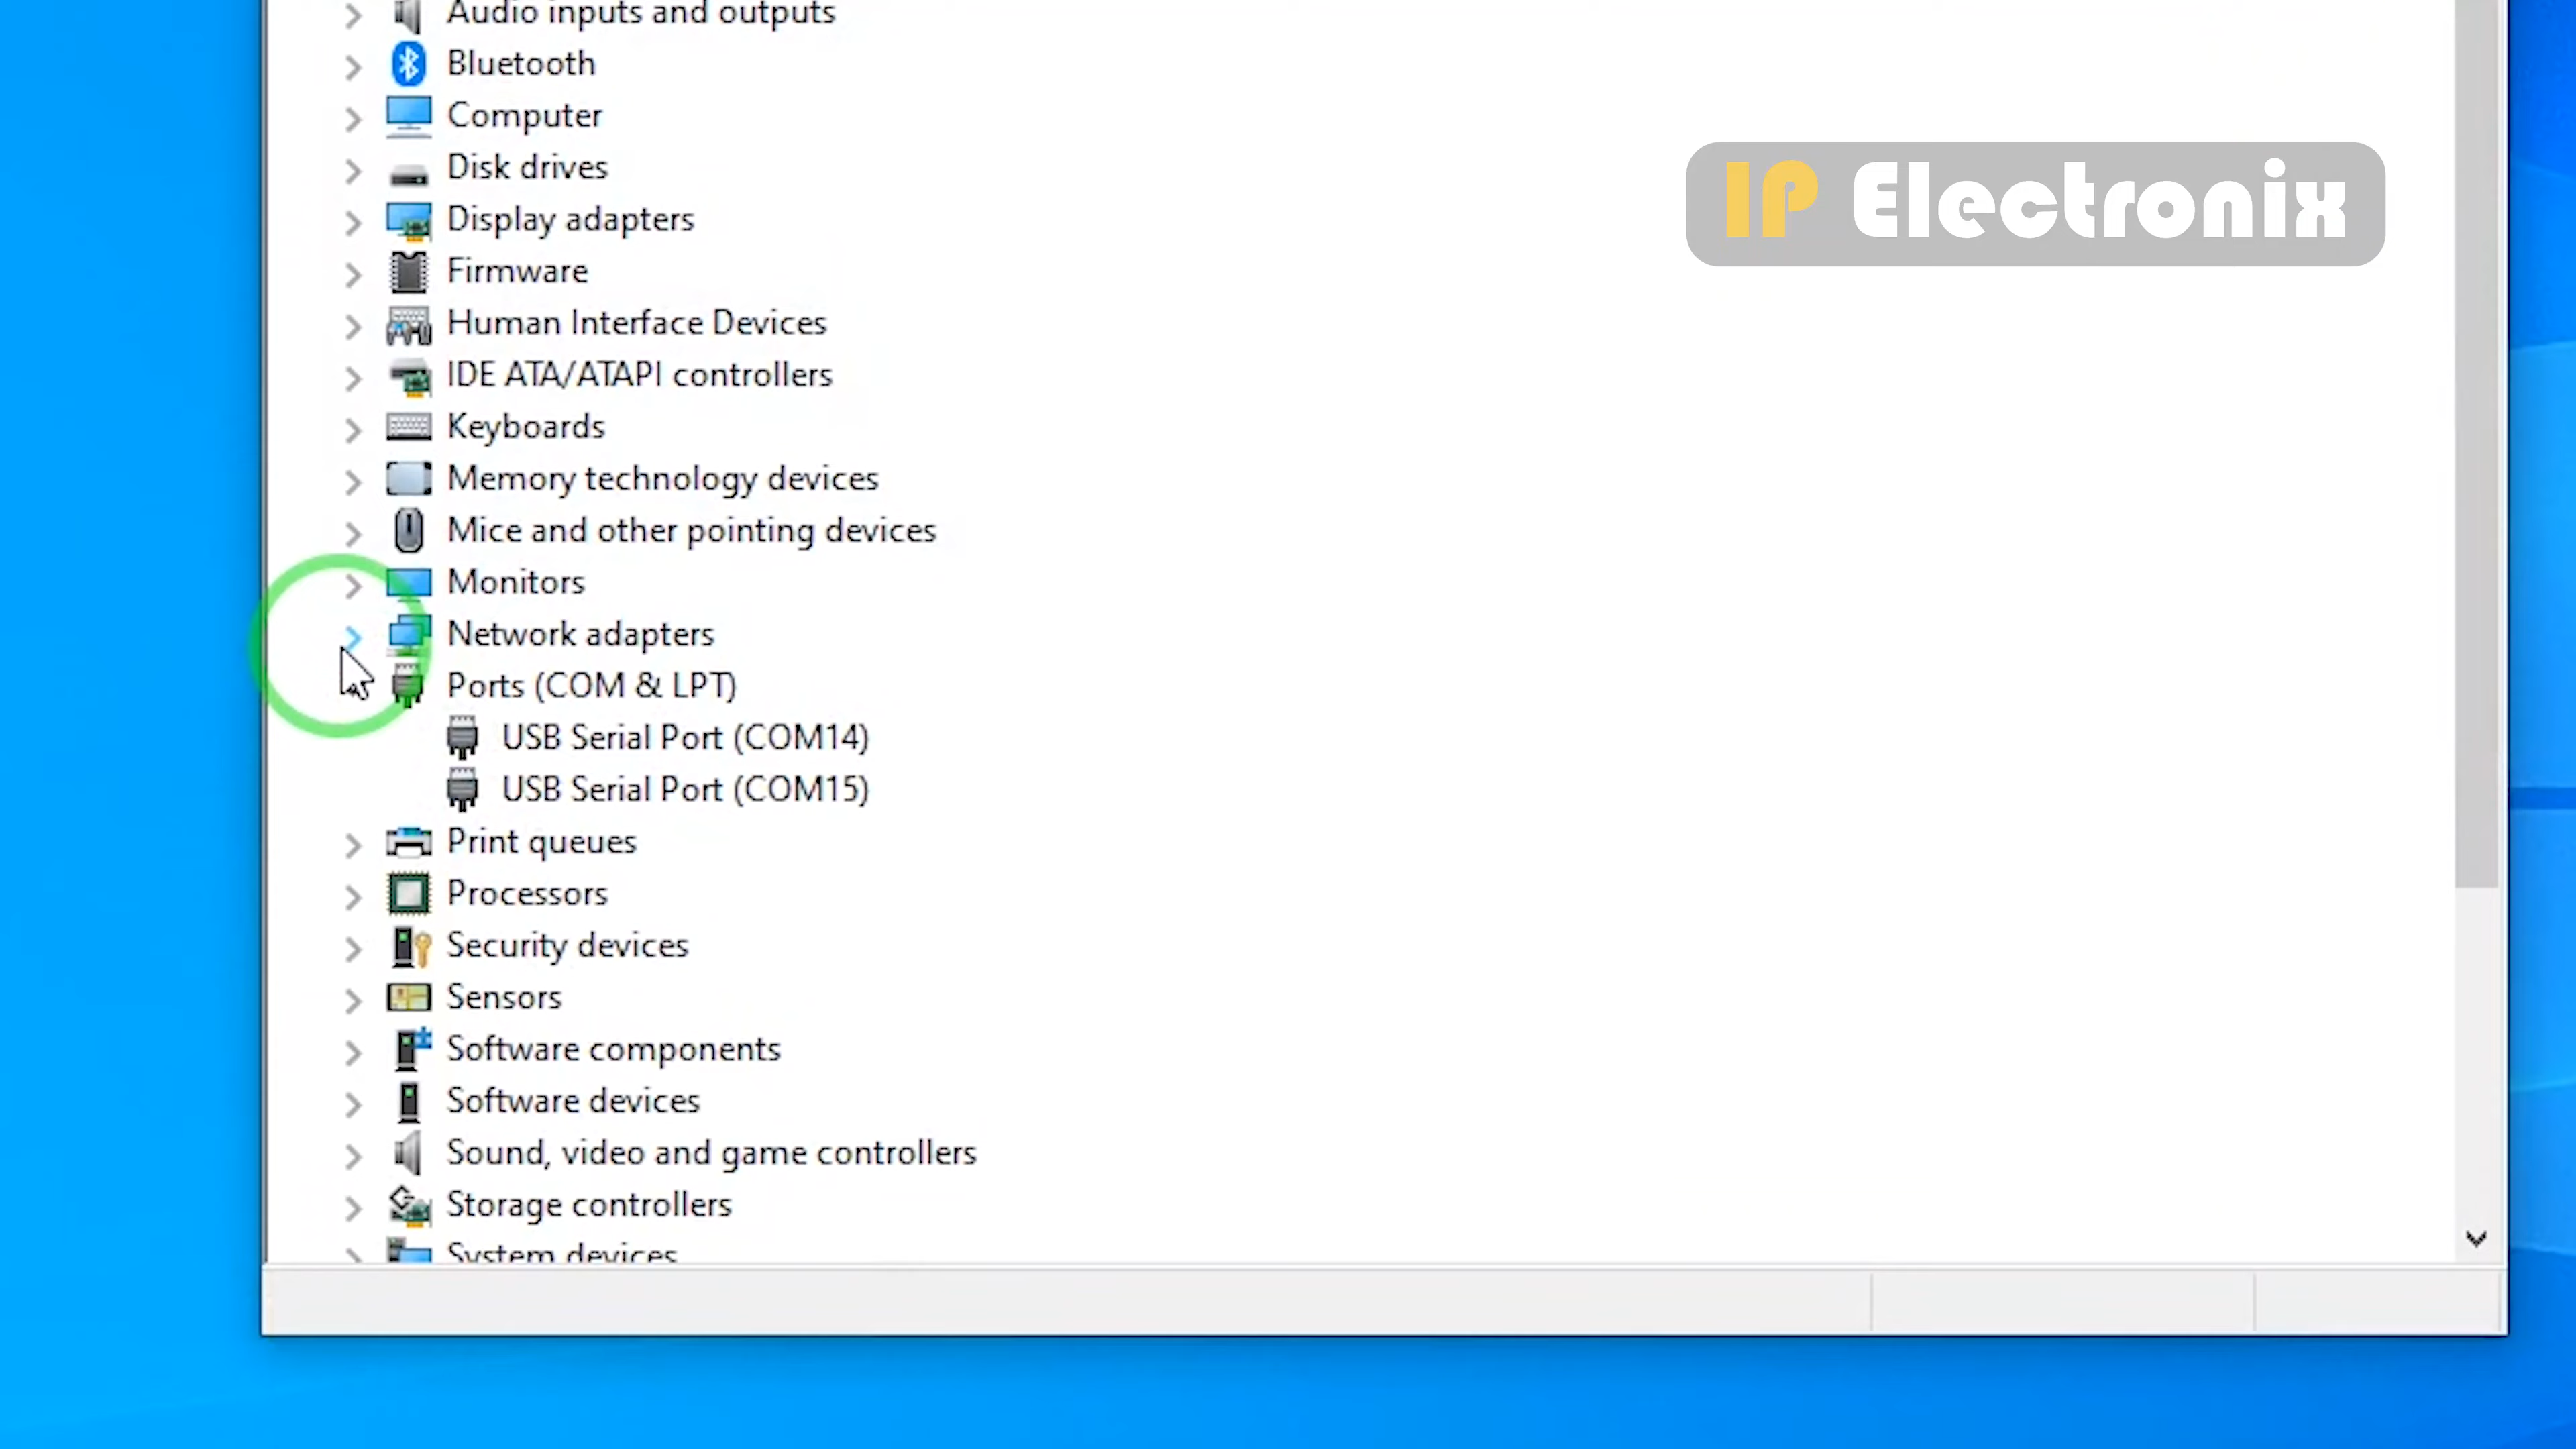 Audio inputs and outputs
Bluetooth
Computer
Disk drives
IP Electronix
Display adapters
Firmware
Human Interface Devices
IDE ATA/ATAPI controllers
Keyboards
Memory technology devices
Mice and other pointing devices
Monitors
Network adapters
Ports (COM & LPT)
USB Serial Port (COM14)
USB Serial Port (COM15)
Print queues
Processors
Security devices
Sensors
Software components
Software devices
Sound, video and game controllers
Storage controllers
System devices